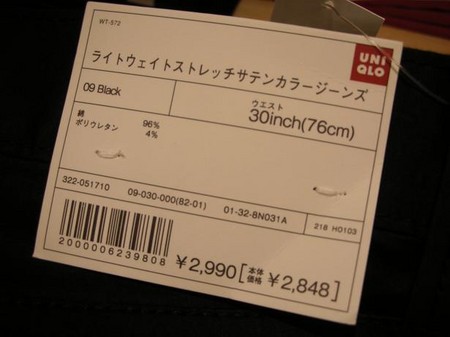 WT-572
UNI
QLO
ライトウェイトストレッチサテンカラージーンズ
09 Black
ウエスト
30inch(76cm)
綿 96%
ポリウレタン 4%
322-051710 09-030-000(82-01) 01-32-8N031A 218 H0103
2000006239808
¥2,990[本体価格 ¥2,848]